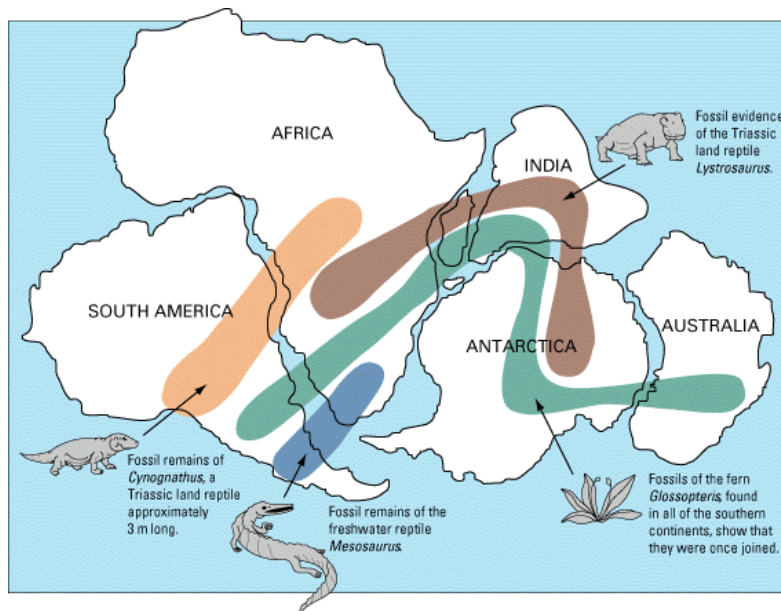 AFRICA
INDIA
Fossil evidence
of the Triassic
land reptile
Lystrosaurus.
SOUTH AMERICA
ANTARCTICA
AUSTRALIA
Fossil remains of
Cynognathus, a
Triassic land reptile
approximately
3 m long.
Fossil remains of the
freshwater reptile
Mesosaurus.
Fossils of the fern
Glossopteris, found
in all of the southern
continents, show that
they were once joined.